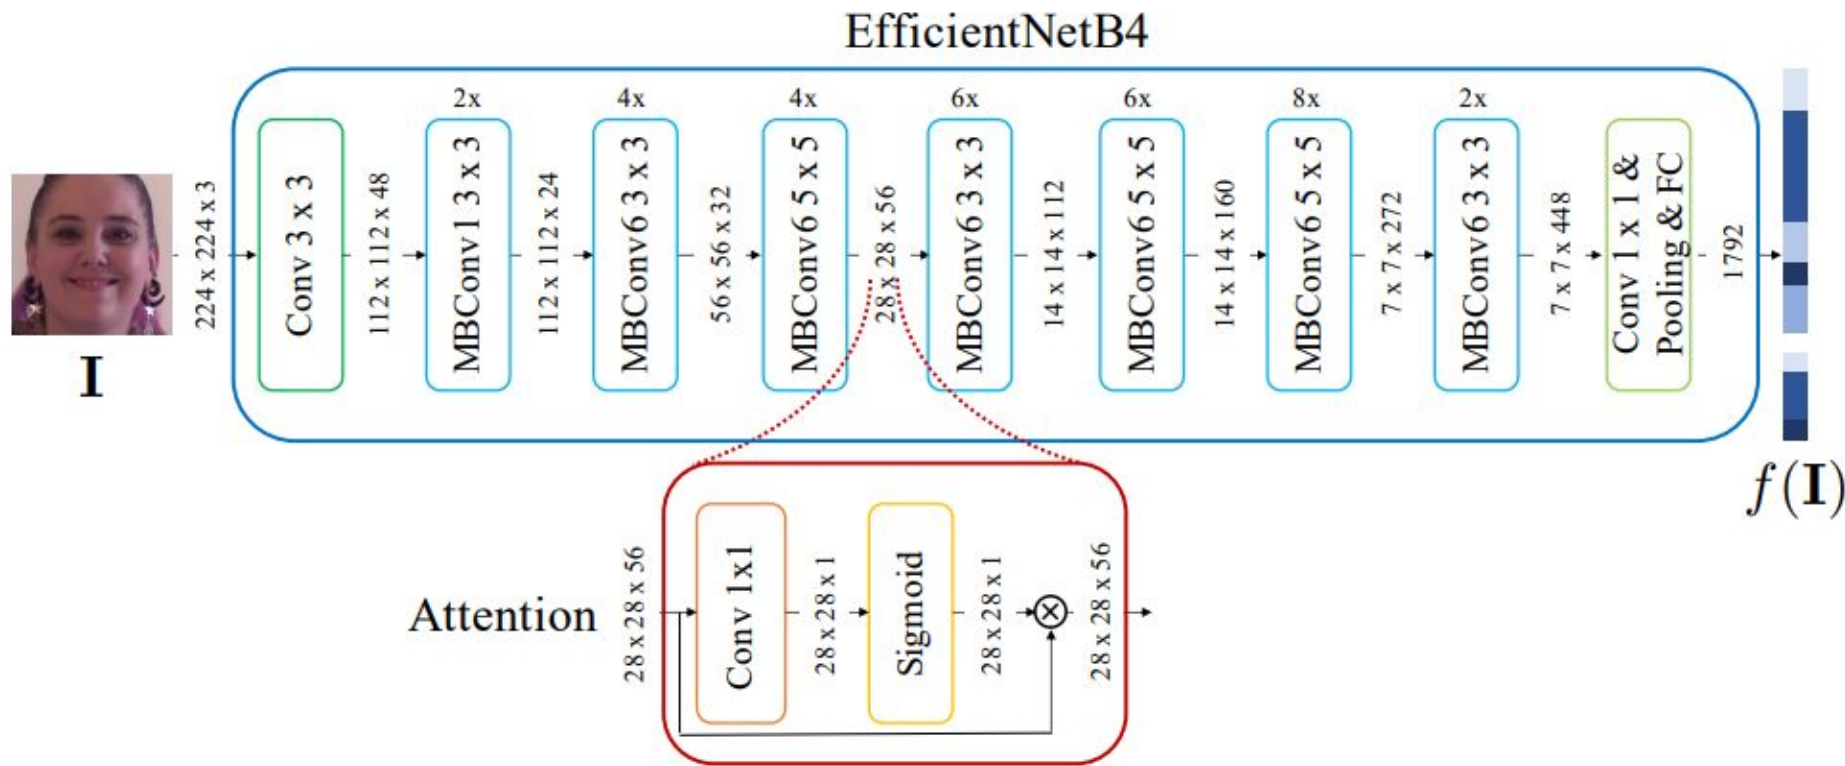 EfficientNetB4
2x
4x
4x
6x
6x
8x
2x
224 x 224 x 3
Conv 3 x 3
112 x 112 x 48
MBConv1 3 x 3
112 x 112 x 24
MBConv6 3 x 3
56 x 56 x 32
MBConv6 5 x 5
28 x 28 x 56
MBConv6 3 x 3
14 x 14 x 112
MBConv6 5 x 5
14 x 14 x 160
MBConv6 5 x 5
7 x 7 x 272
MBConv6 3 x 3
7 x 7 x 448
Conv 1 x 1 &
Pooling & FC
1792
I
f(I)
Attention
28 x 28 x 56
Conv 1x1
28 x 28 x 1
Sigmoid
28 x 28 x 1
28 x 28 x 56